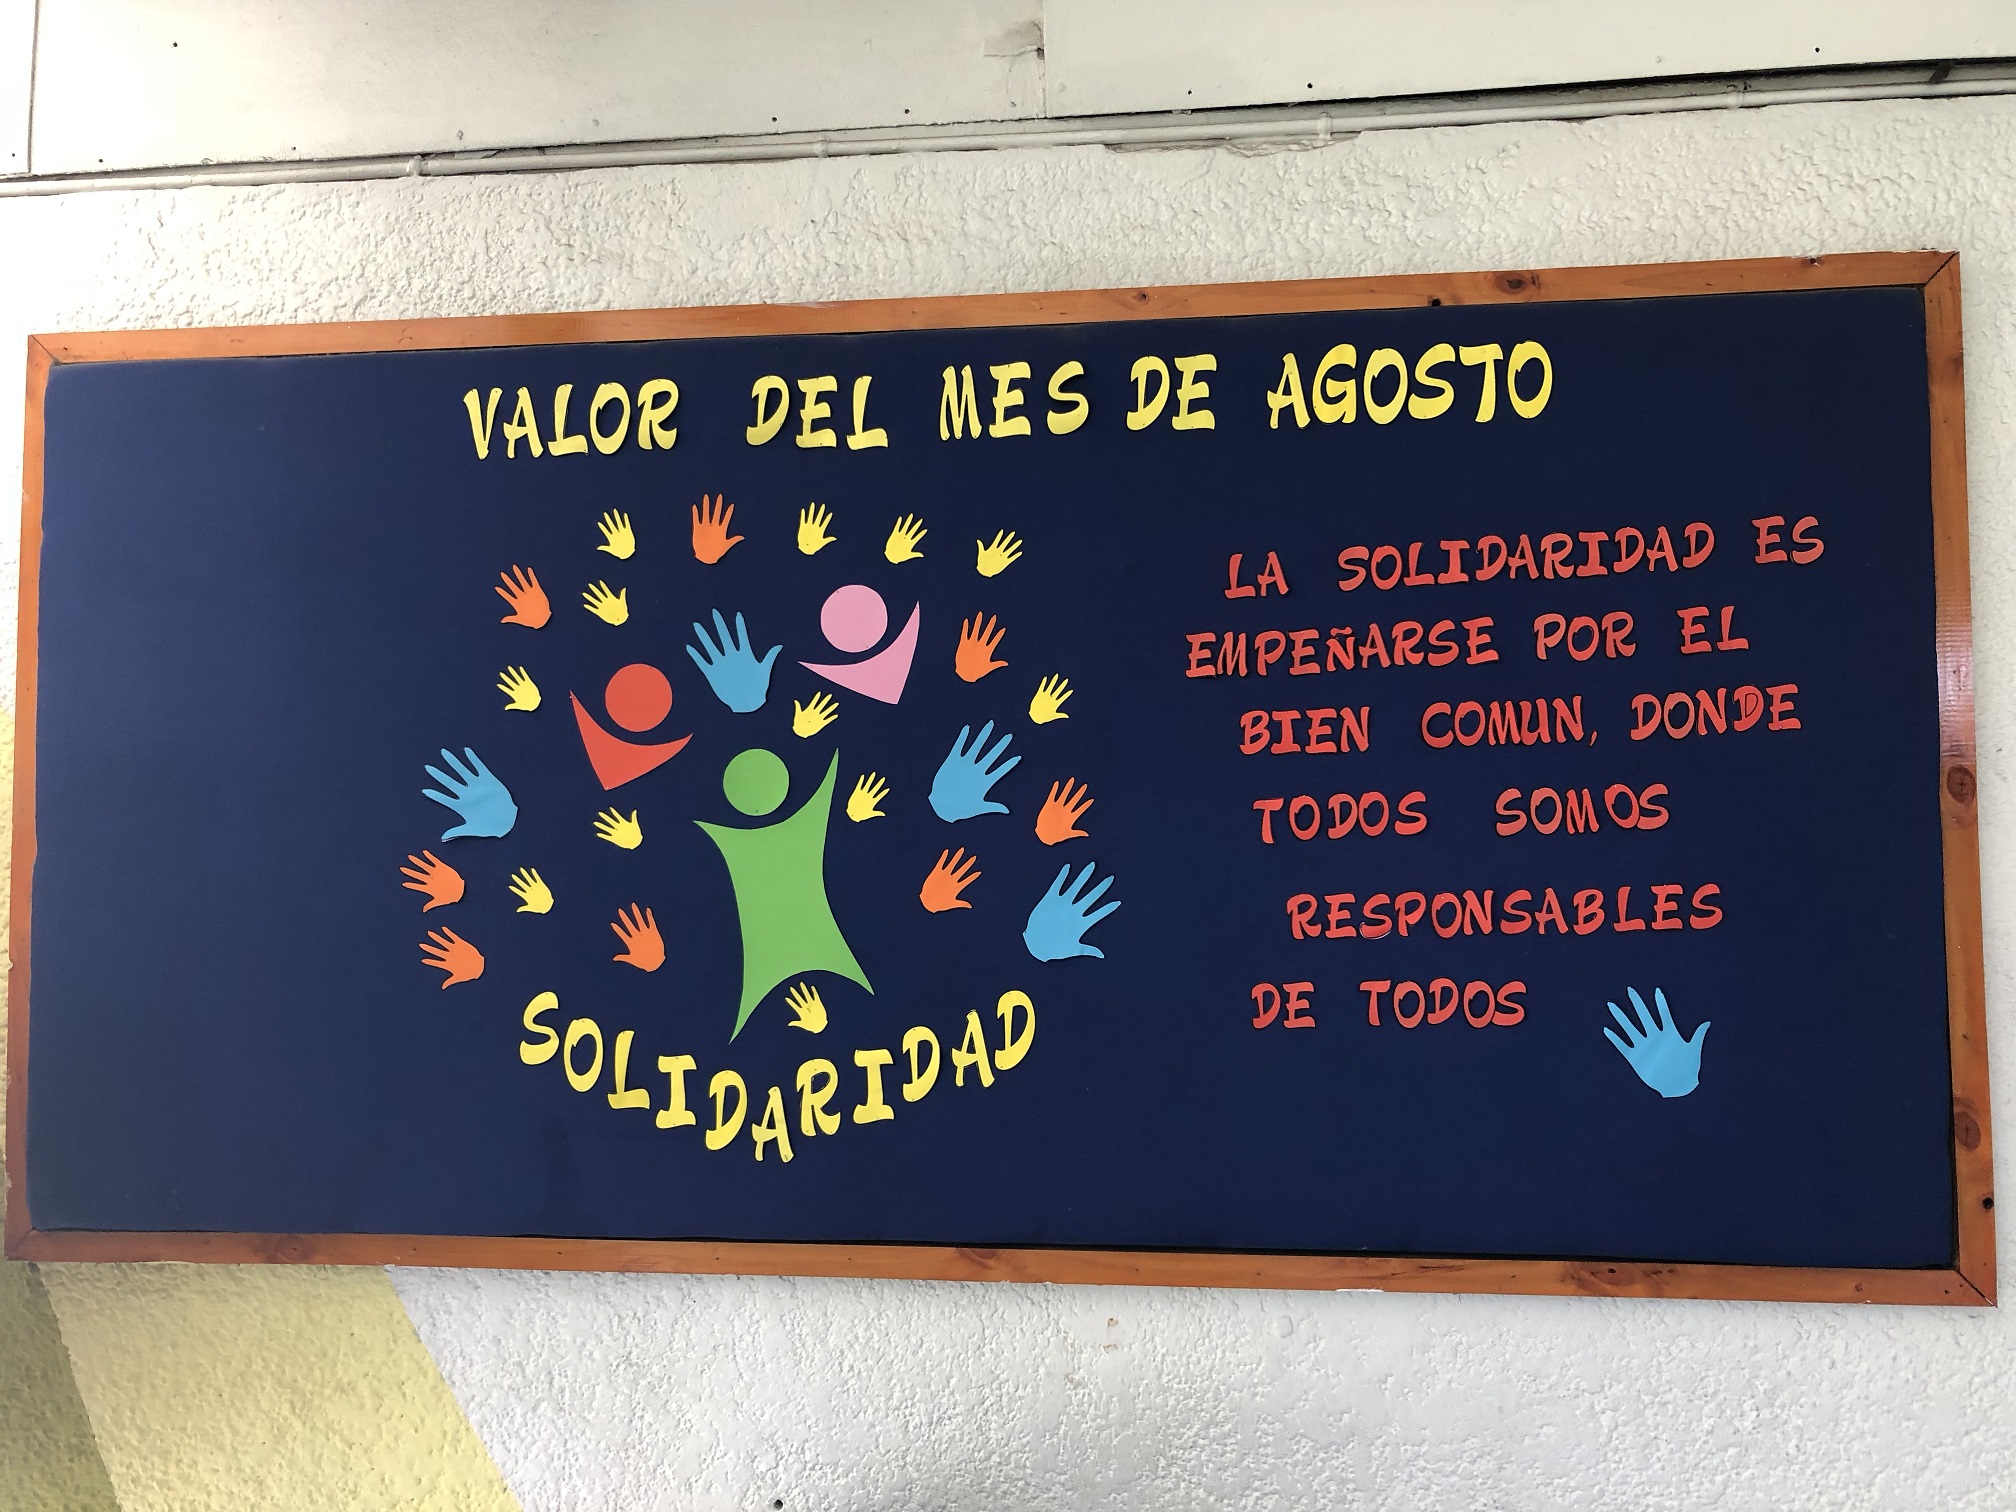 VALOR DEL MES DE AGOSTO
SOLIDARIDAD
LA SOLIDARIDAD ES
EMPEÑARSE POR EL
BIEN COMUN, DONDE
TODOS SOMOS
RESPONSABLES
DE TODOS